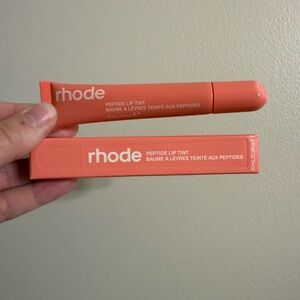 rhode
PEPTIDE LIP TINT
BAUME À LÈVRES TEINTÉ AUX PEPTIDES
rhode
PEPTIDE LIP TINT
BAUME À LÈVRES TEINTÉ AUX PEPTIDES